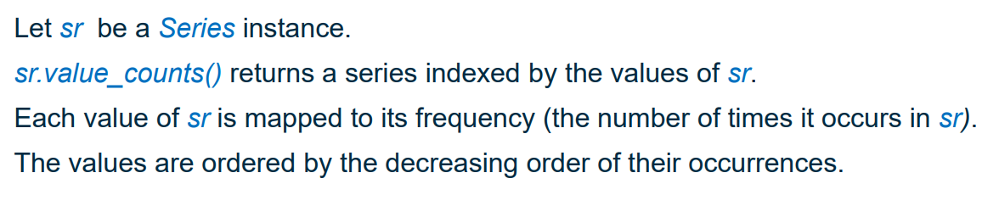 Let sr be a Series instance.
sr.value_counts() returns a series indexed by the values of sr.
Each value of sr is mapped to its frequency (the number of times it occurs in sr).
The values are ordered by the decreasing order of their occurrences.